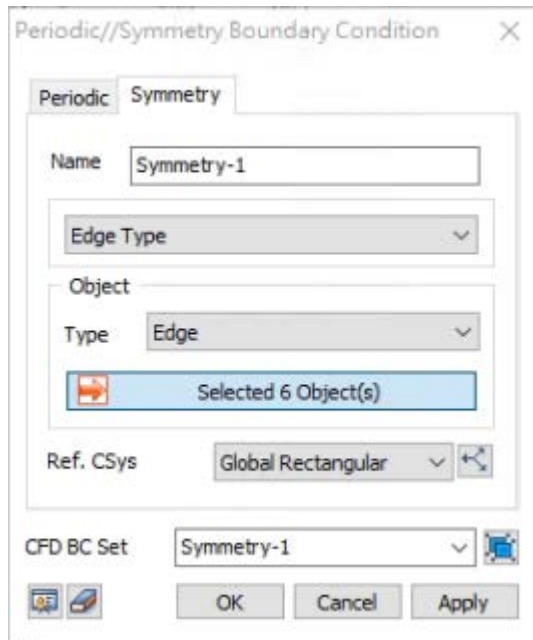 Periodic//Symmetry Boundary Condition
Periodic Symmetry
Name Symmetry-1
Edge Type
Object
Type Edge
Selected 6 Object(s)
Ref. CSys Global Rectangular
CFD BC Set Symmetry-1
OK Cancel Apply